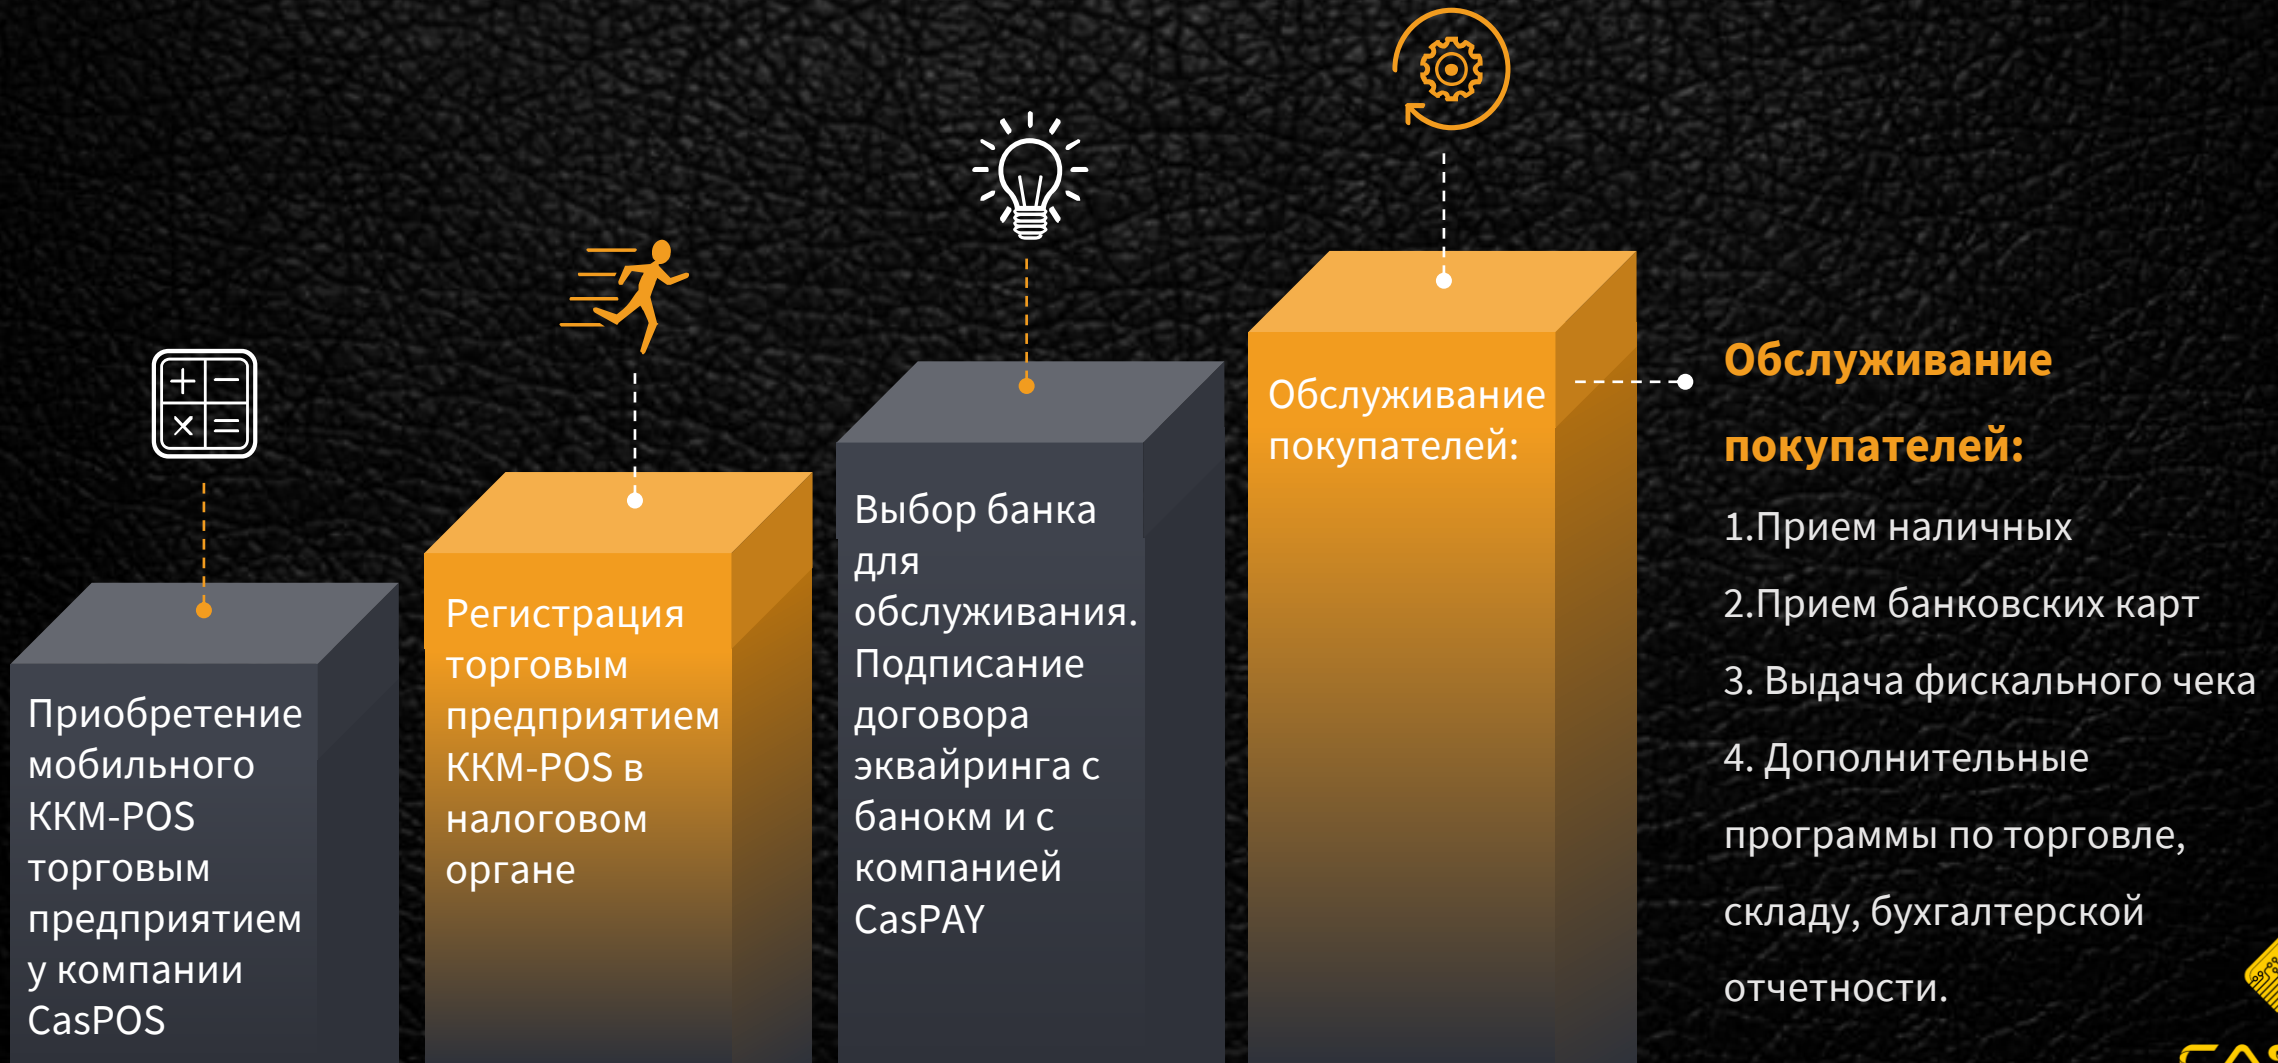 Приобретение
мобильного
ККМ-POS
торговым
предприятием
у компании
CasPOS
Регистрация
торговым
предприятием
ККМ-POS в
налоговом
органе
Выбор банка
для
обслуживания.
Подписание
договора
эквайринга с
банокм и с
компанией
CasPAY
Обслуживание
покупателей:
Обслуживание
покупателей:
1.Прием наличных
2.Прием банковских карт
3. Выдача фискального чека
4. Дополнительные
программы по торговле,
складу, бухгалтерской
отчетности.